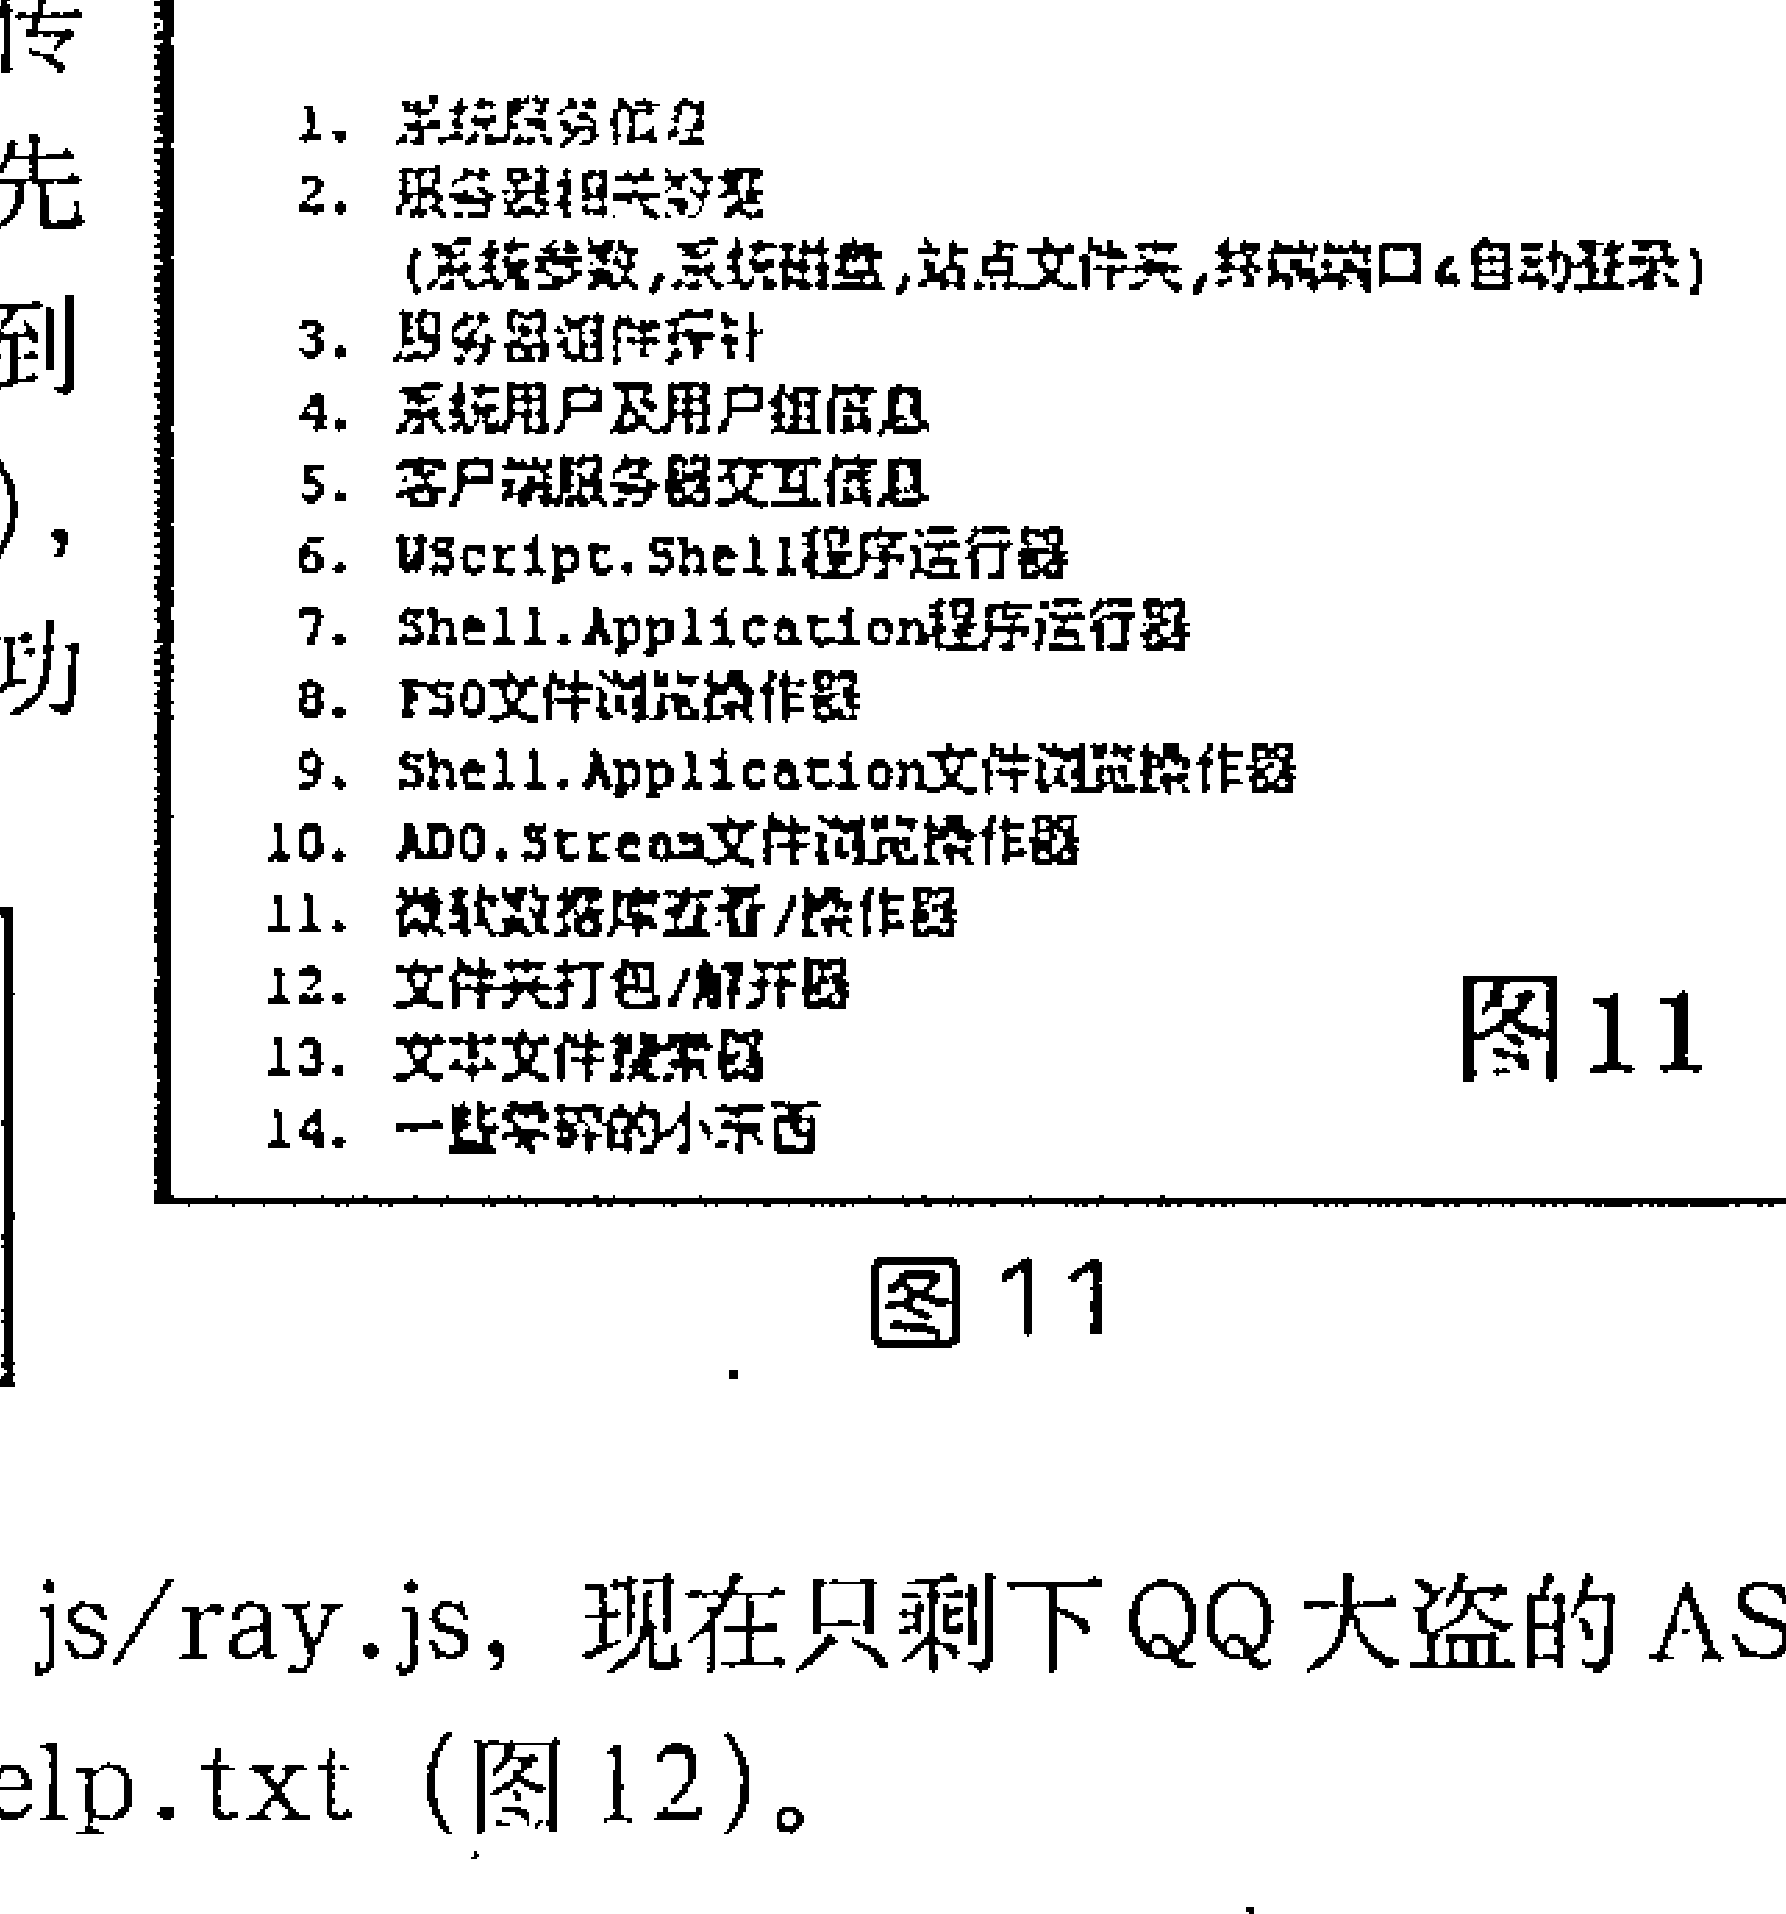 传
先
到
),
功
1. 系统服务信息
2. 服务器相关数据
(系统参数,系统磁盘,站点文件夹,终端端口&自动登录)
3. 服务器组件探针
4. 系统用户及用户组信息
5. 客户端服务器交互信息
6. WScript.Shell程序运行器
7. Shell.Application程序运行器
8. FSO文件浏览操作器
9. Shell.Application文件浏览操作器
10. ADO.Stream文件浏览操作器
11. 微软数据库查看/操作器
12. 文件夹打包/解开器
13. 文本文件搜索器
14. 一些零碎的小东西
图11
图 11
js/ray.js, 现在只剩下QQ大盗的 AS
elp.txt (图12)。